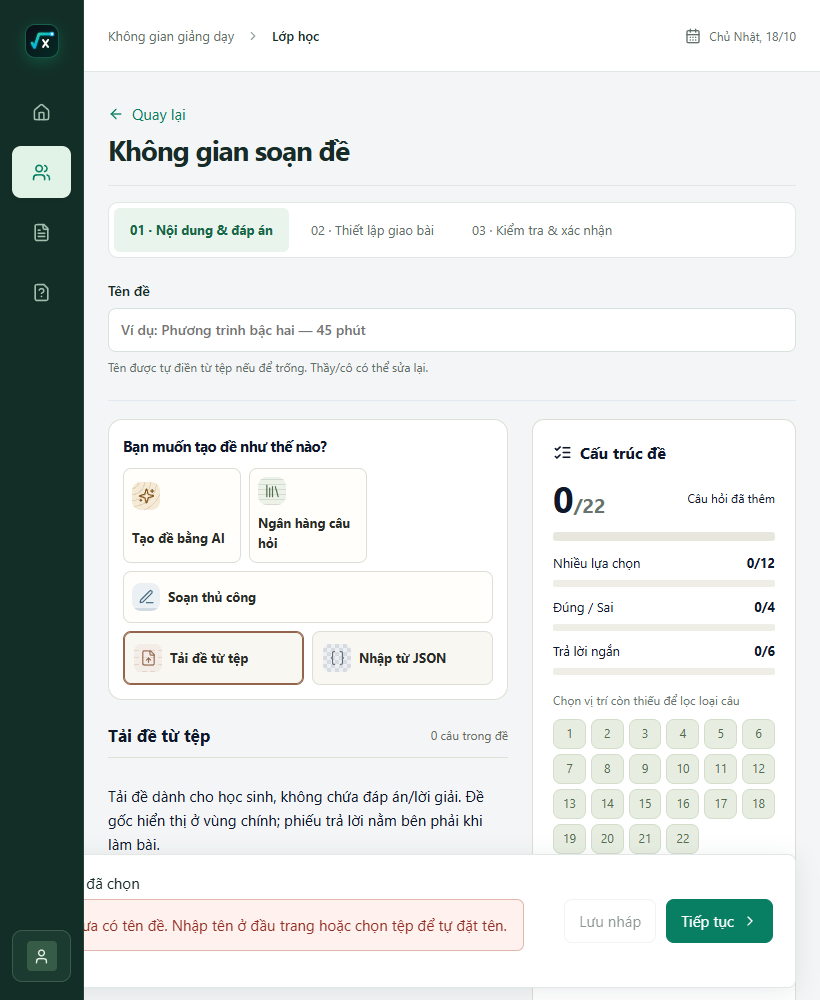 √x
Không gian giảng dạy
Lớp học
Chủ Nhật, 18/10
Quay lại
Không gian soạn đề
01 · Nội dung & đáp án
02 · Thiết lập giao bài
03 · Kiểm tra & xác nhận
Tên đề
Ví dụ: Phương trình bậc hai — 45 phút
Tên được tự điền từ tệp nếu để trống. Thầy/cô có thể sửa lại.
Bạn muốn tạo đề như thế nào?
Tạo đề bằng AI
Ngân hàng câu
hỏi
Soạn thủ công
Tải đề từ tệp
Nhập từ JSON
Tải đề từ tệp
0 câu trong đề
Tải đề dành cho học sinh, không chứa đáp án/lời giải. Đề
gốc hiển thị ở vùng chính; phiếu trả lời nằm bên phải khi
làm bài.
Cấu trúc đề
0/22
Câu hỏi đã thêm
Nhiều lựa chọn
0/12
Đúng / Sai
0/4
Trả lời ngắn
0/6
Chọn vị trí còn thiếu để lọc loại câu
1 2 3 4 5 6
7 8 9 10 11 12
13 14 15 16 17 18
19 20 21 22
đã chọn
có tên đề. Nhập tên ở đầu trang hoặc chọn tệp để tự đặt tên.
Lưu nháp
Tiếp tục